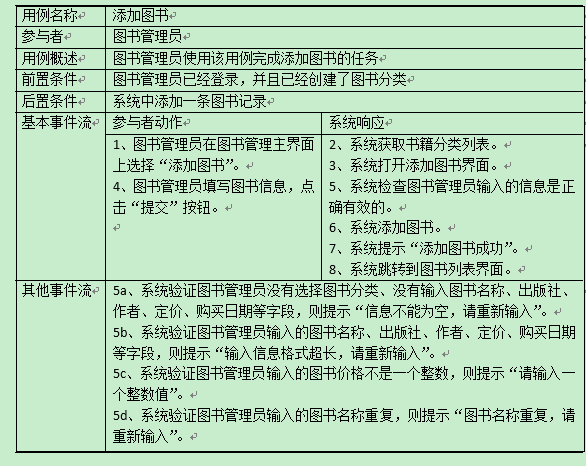 用例名称 添加图书
参与者 图书管理员
用例概述 图书管理员使用该用例完成添加图书的任务
前置条件 图书管理员已经登录，并且已经创建了图书分类
后置条件 系统中添加一条图书记录
基本事件流 参与者动作 系统响应
1、图书管理员在图书管理主界面
上选择“添加图书”。
4、图书管理员填写图书信息，点
击“提交”按钮。
2、系统获取书籍分类列表。
3、系统打开添加图书界面。
5、系统检查图书管理员输入的信息是正
确有效的。
6、系统添加图书。
7、系统提示“添加图书成功”。
8、系统跳转到图书列表界面。
其他事件流 5a、系统验证图书管理员没有选择图书分类、没有输入图书名称、出版社、
作者、定价、购买日期等字段，则提示“信息不能为空，请重新输入”。
5b、系统验证图书管理员输入的图书名称、出版社、作者、定价、购买日期
等字段，则提示“输入信息格式超长，请重新输入”。
5c、系统验证图书管理员输入的图书价格不是一个整数，则提示“请输入一
个整数值”。
5d、系统验证图书管理员输入的图书名称重复，则提示“图书名称重复，请
重新输入”。